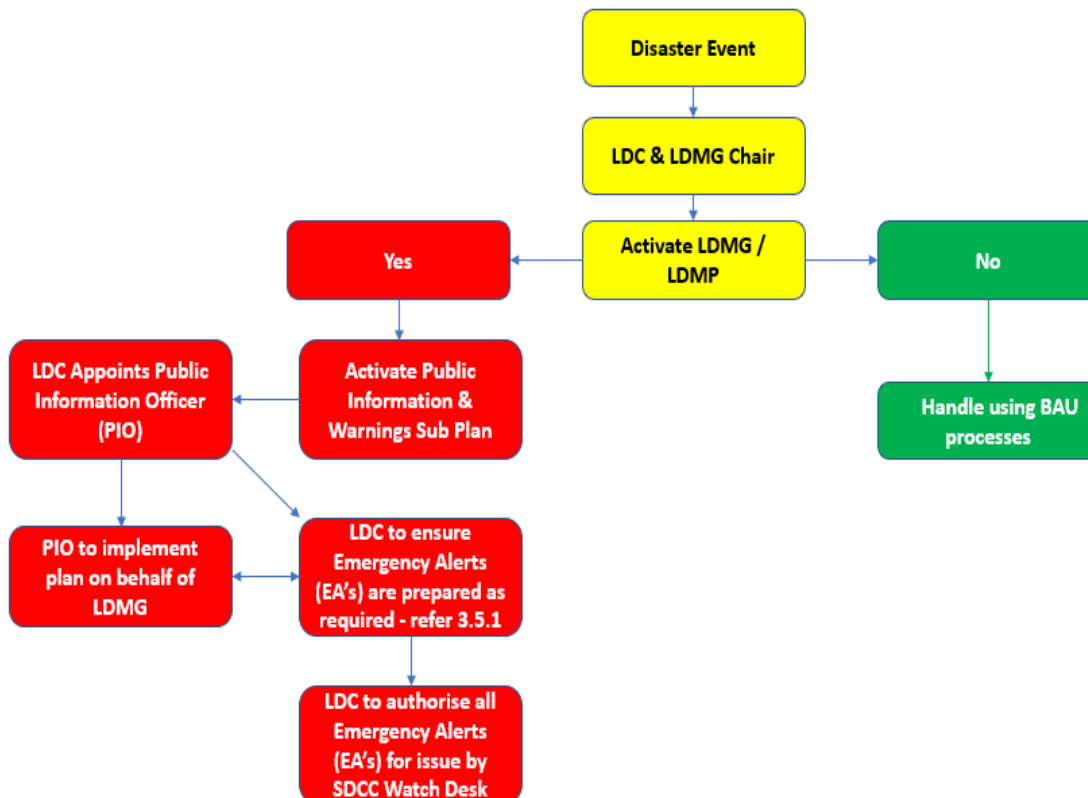 Disaster Event
LDC & LDMG Chair
Activate LDMG /
LDMP
Yes
No
LDC Appoints Public
Information Officer
(PIO)
Activate Public
Information &
Warnings Sub Plan
Handle using BAU
processes
PIO to implement
plan on behalf of
LDMG
LDC to ensure
Emergency Alerts
(EA's) are prepared as
required - refer 3.5.1
LDC to authorise all
Emergency Alerts
(EA's) for issue by
SDCC Watch Desk